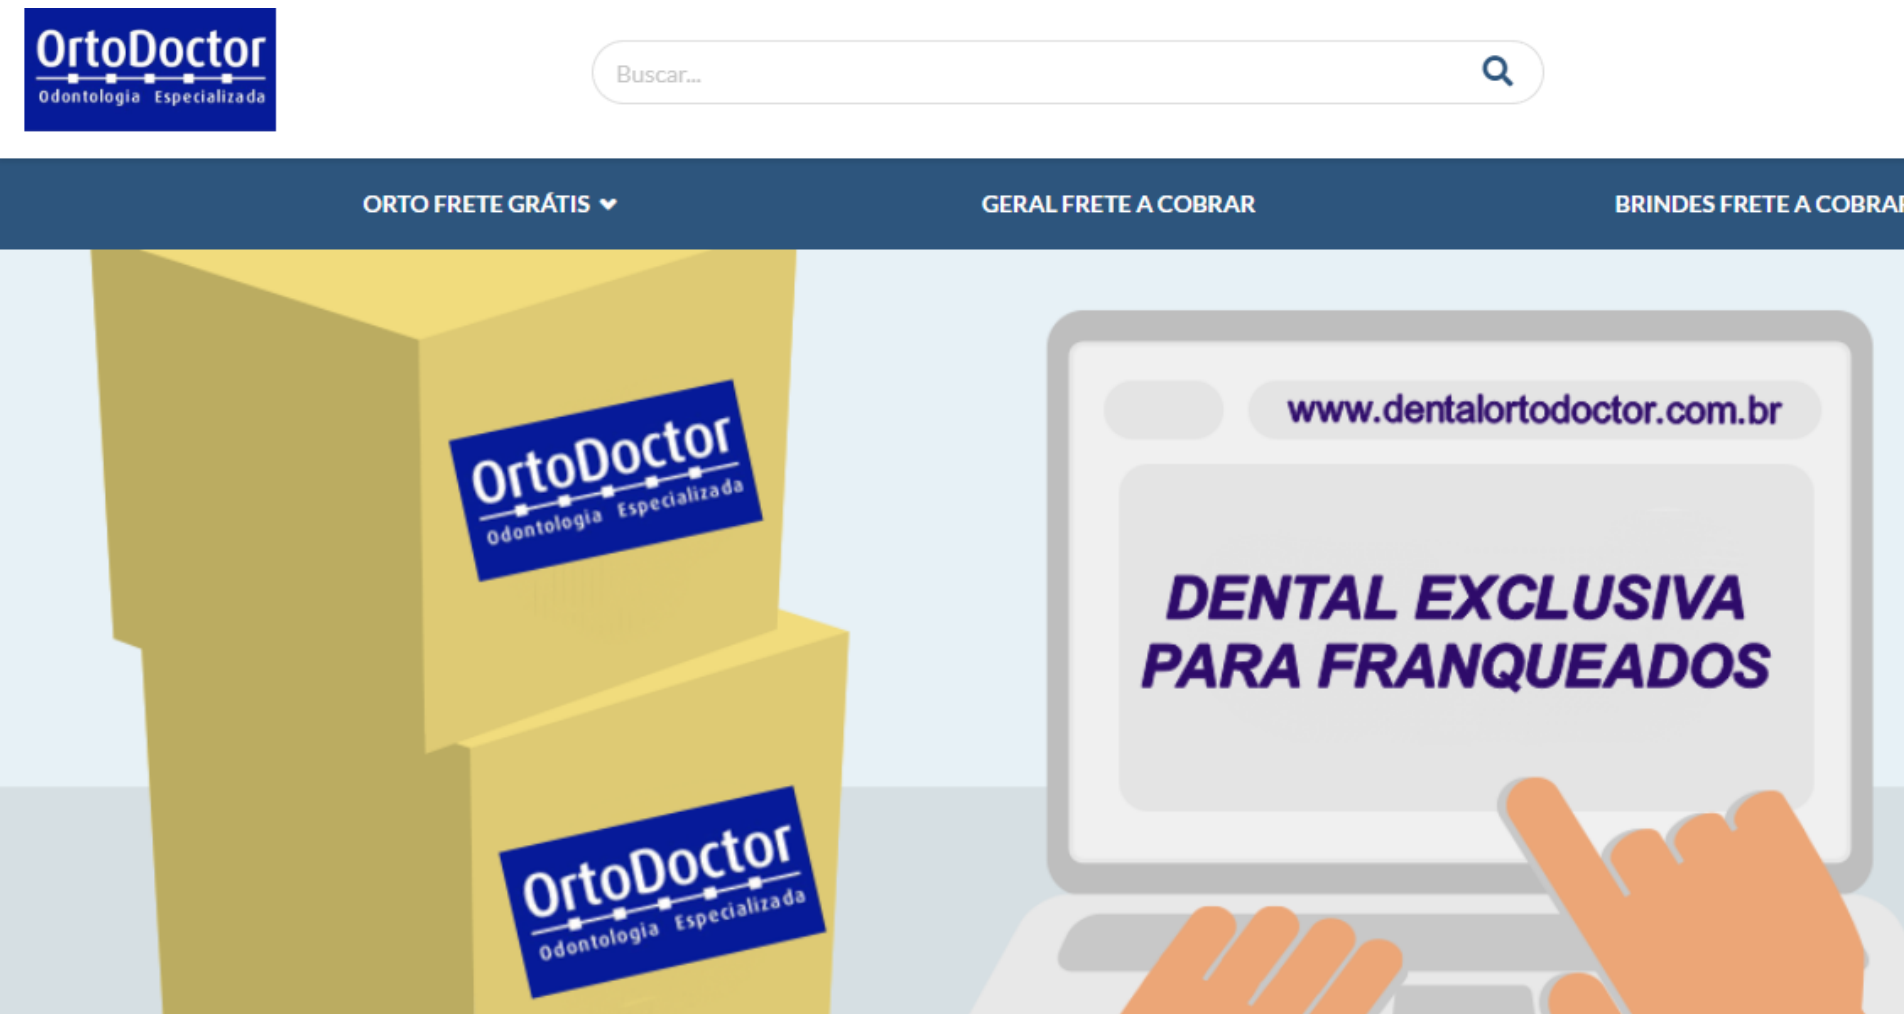 OrtoDoctor
Odontologia Especializada
Buscar...
ORTO FRETE GRÁTIS
GERAL FRETE A COBRAR
BRINDES FRETE A COBRAR
OrtoDoctor
Odontologia Especializada
www.dentalortodoctor.com.br
DENTAL EXCLUSIVA
PARA FRANQUEADOS
OrtoDoctor
Odontologia Especializada